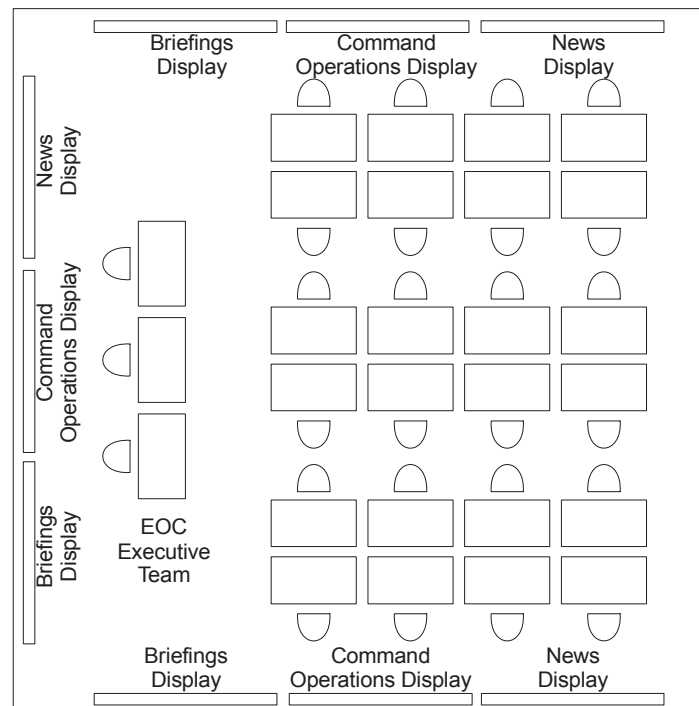 Briefings
Display
Command
Operations Display
News
Display
News
Display
Command
Operations Display
Briefings
Display
EOC
Executive
Team
Briefings
Display
Command
Operations Display
News
Display